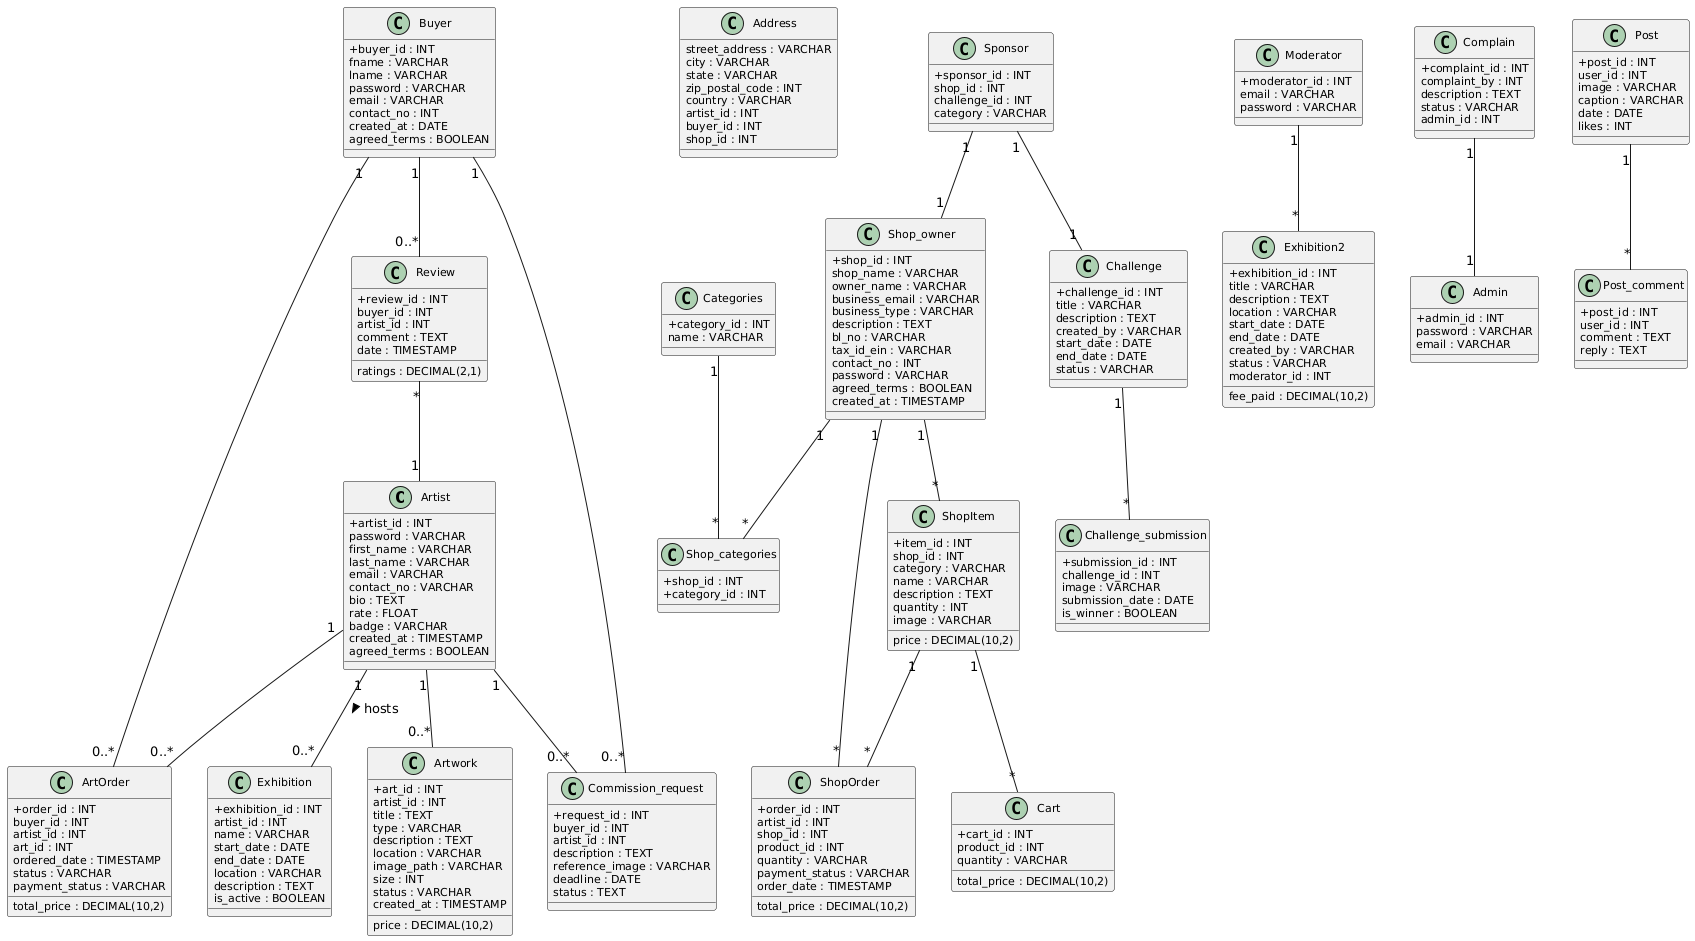 C Buyer
+buyer_id : INT
fname : VARCHAR
lname : VARCHAR
password : VARCHAR
email : VARCHAR
contact_no : INT
created_at : DATE
agreed_terms : BOOLEAN
C Address
street_address : VARCHAR
city : VARCHAR
state : VARCHAR
zip_postal_code : INT
country : VARCHAR
artist_id : INT
buyer_id : INT
shop_id : INT
C Sponsor
+sponsor_id : INT
shop_id : INT
challenge_id : INT
category : VARCHAR
C Moderator
+moderator_id : INT
email : VARCHAR
password : VARCHAR
C Complain
+complaint_id : INT
complaint_by : INT
description : TEXT
status : VARCHAR
admin_id : INT
C Post
+post_id : INT
user_id : INT
image : VARCHAR
caption : VARCHAR
date : DATE
likes : INT
1
1
1
1
1
1
1
1
0..*
1
1
*
1
*
C Review
+review_id : INT
buyer_id : INT
artist_id : INT
comment : TEXT
date : TIMESTAMP
ratings : DECIMAL(2,1)
C Categories
+category_id : INT
name : VARCHAR
C Shop_owner
+shop_id : INT
shop_name : VARCHAR
owner_name : VARCHAR
business_email : VARCHAR
business_type : VARCHAR
description : TEXT
bl_no : VARCHAR
tax_id_ein : VARCHAR
contact_no : INT
password : VARCHAR
agreed_terms : BOOLEAN
created_at : TIMESTAMP
C Challenge
+challenge_id : INT
title : VARCHAR
description : TEXT
created_by : VARCHAR
start_date : DATE
end_date : DATE
status : VARCHAR
C Exhibition2
+exhibition_id : INT
title : VARCHAR
description : TEXT
location : VARCHAR
start_date : DATE
end_date : DATE
created_by : VARCHAR
status : VARCHAR
moderator_id : INT
fee_paid : DECIMAL(10,2)
C Admin
+admin_id : INT
password : VARCHAR
email : VARCHAR
C Post_comment
+post_id : INT
user_id : INT
comment : TEXT
reply : TEXT
*
1
1
1
1
1
1
*
*
*
*
C Artist
+artist_id : INT
password : VARCHAR
first_name : VARCHAR
last_name : VARCHAR
email : VARCHAR
contact_no : VARCHAR
bio : TEXT
rate : FLOAT
badge : VARCHAR
created_at : TIMESTAMP
agreed_terms : BOOLEAN
C Shop_categories
+shop_id : INT
+category_id : INT
C ShopItem
+item_id : INT
shop_id : INT
category : VARCHAR
name : VARCHAR
description : TEXT
quantity : INT
image : VARCHAR
price : DECIMAL(10,2)
C Challenge_submission
+submission_id : INT
challenge_id : INT
image : VARCHAR
submission_date : DATE
is_winner : BOOLEAN
1
1
1
1
1
1
hosts
0..*
0..*
0..*
0..*
0..*
0..*
*
*
*
C ArtOrder
+order_id : INT
buyer_id : INT
artist_id : INT
art_id : INT
ordered_date : TIMESTAMP
status : VARCHAR
payment_status : VARCHAR
total_price : DECIMAL(10,2)
C Exhibition
+exhibition_id : INT
artist_id : INT
name : VARCHAR
start_date : DATE
end_date : DATE
location : VARCHAR
description : TEXT
is_active : BOOLEAN
C Artwork
+art_id : INT
artist_id : INT
title : TEXT
type : VARCHAR
description : TEXT
location : VARCHAR
image_path : VARCHAR
size : INT
status : VARCHAR
created_at : TIMESTAMP
price : DECIMAL(10,2)
C Commission_request
+request_id : INT
buyer_id : INT
artist_id : INT
description : TEXT
reference_image : VARCHAR
deadline : DATE
status : TEXT
C ShopOrder
+order_id : INT
artist_id : INT
shop_id : INT
product_id : INT
quantity : VARCHAR
payment_status : VARCHAR
order_date : TIMESTAMP
total_price : DECIMAL(10,2)
C Cart
+cart_id : INT
product_id : INT
quantity : VARCHAR
total_price : DECIMAL(10,2)